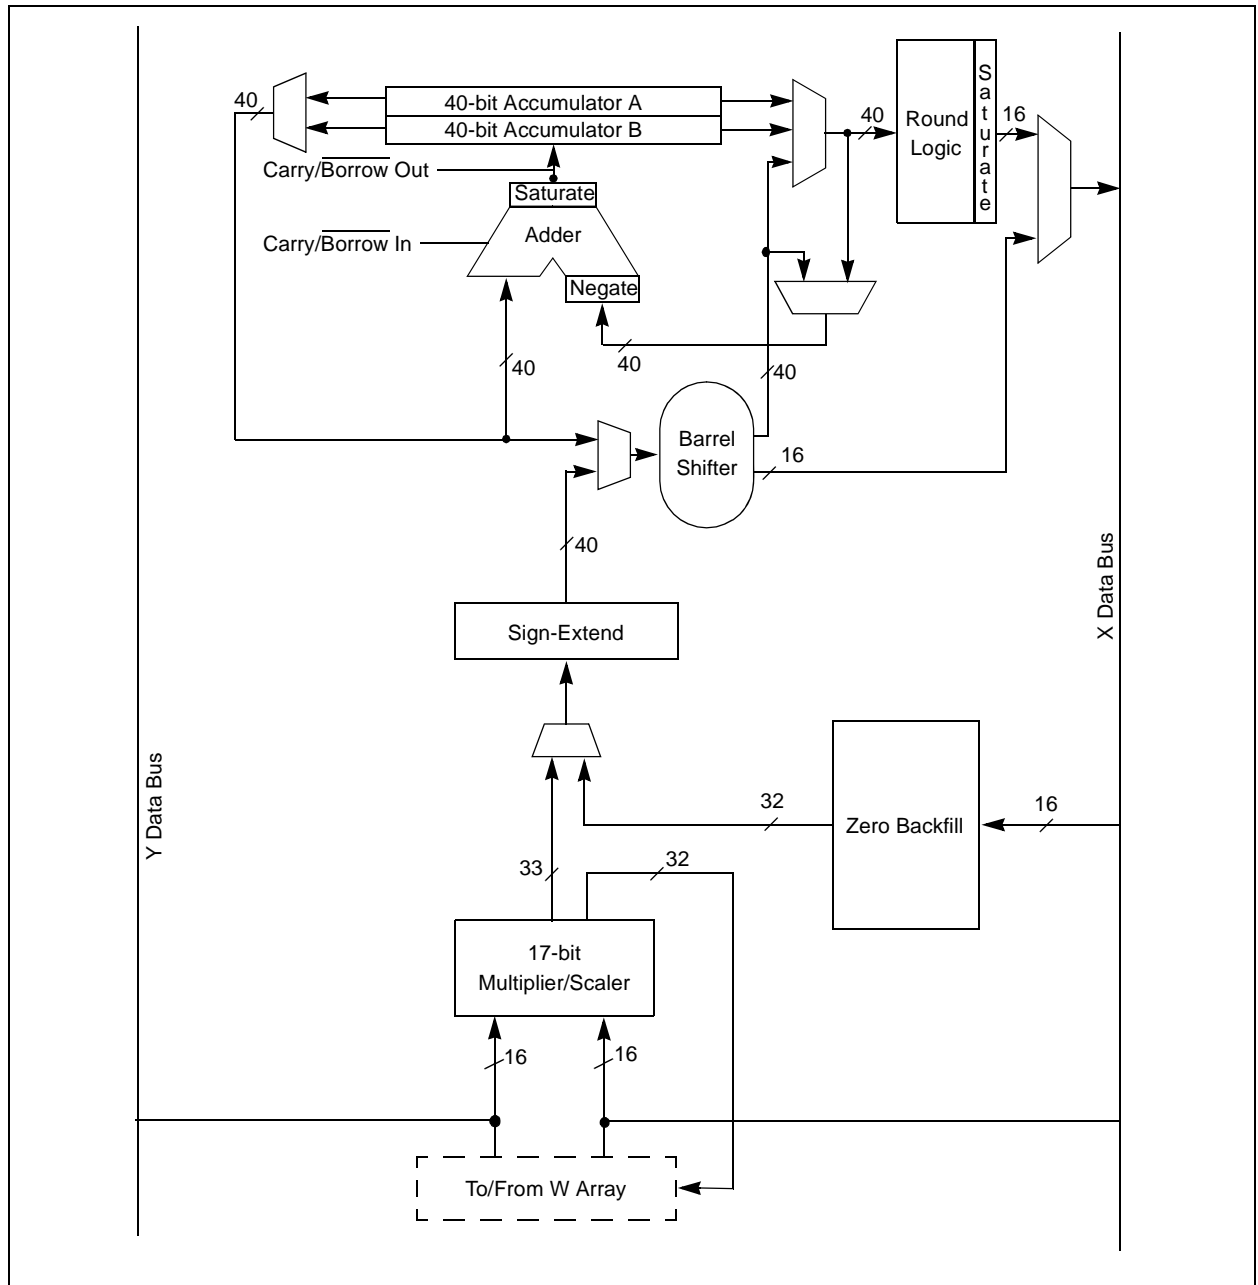 40
40-bit Accumulator A
40-bit Accumulator B
Carry/Borrow Out
Saturate
Carry/Borrow In
Adder
Negate
40
Round
Logic
Saturate
16
40
40
40
Barrel
Shifter
16
40
Sign-Extend
X Data Bus
Y Data Bus
32
Zero Backfill
16
33
32
17-bit
Multiplier/Scaler
16
16
To/From W Array